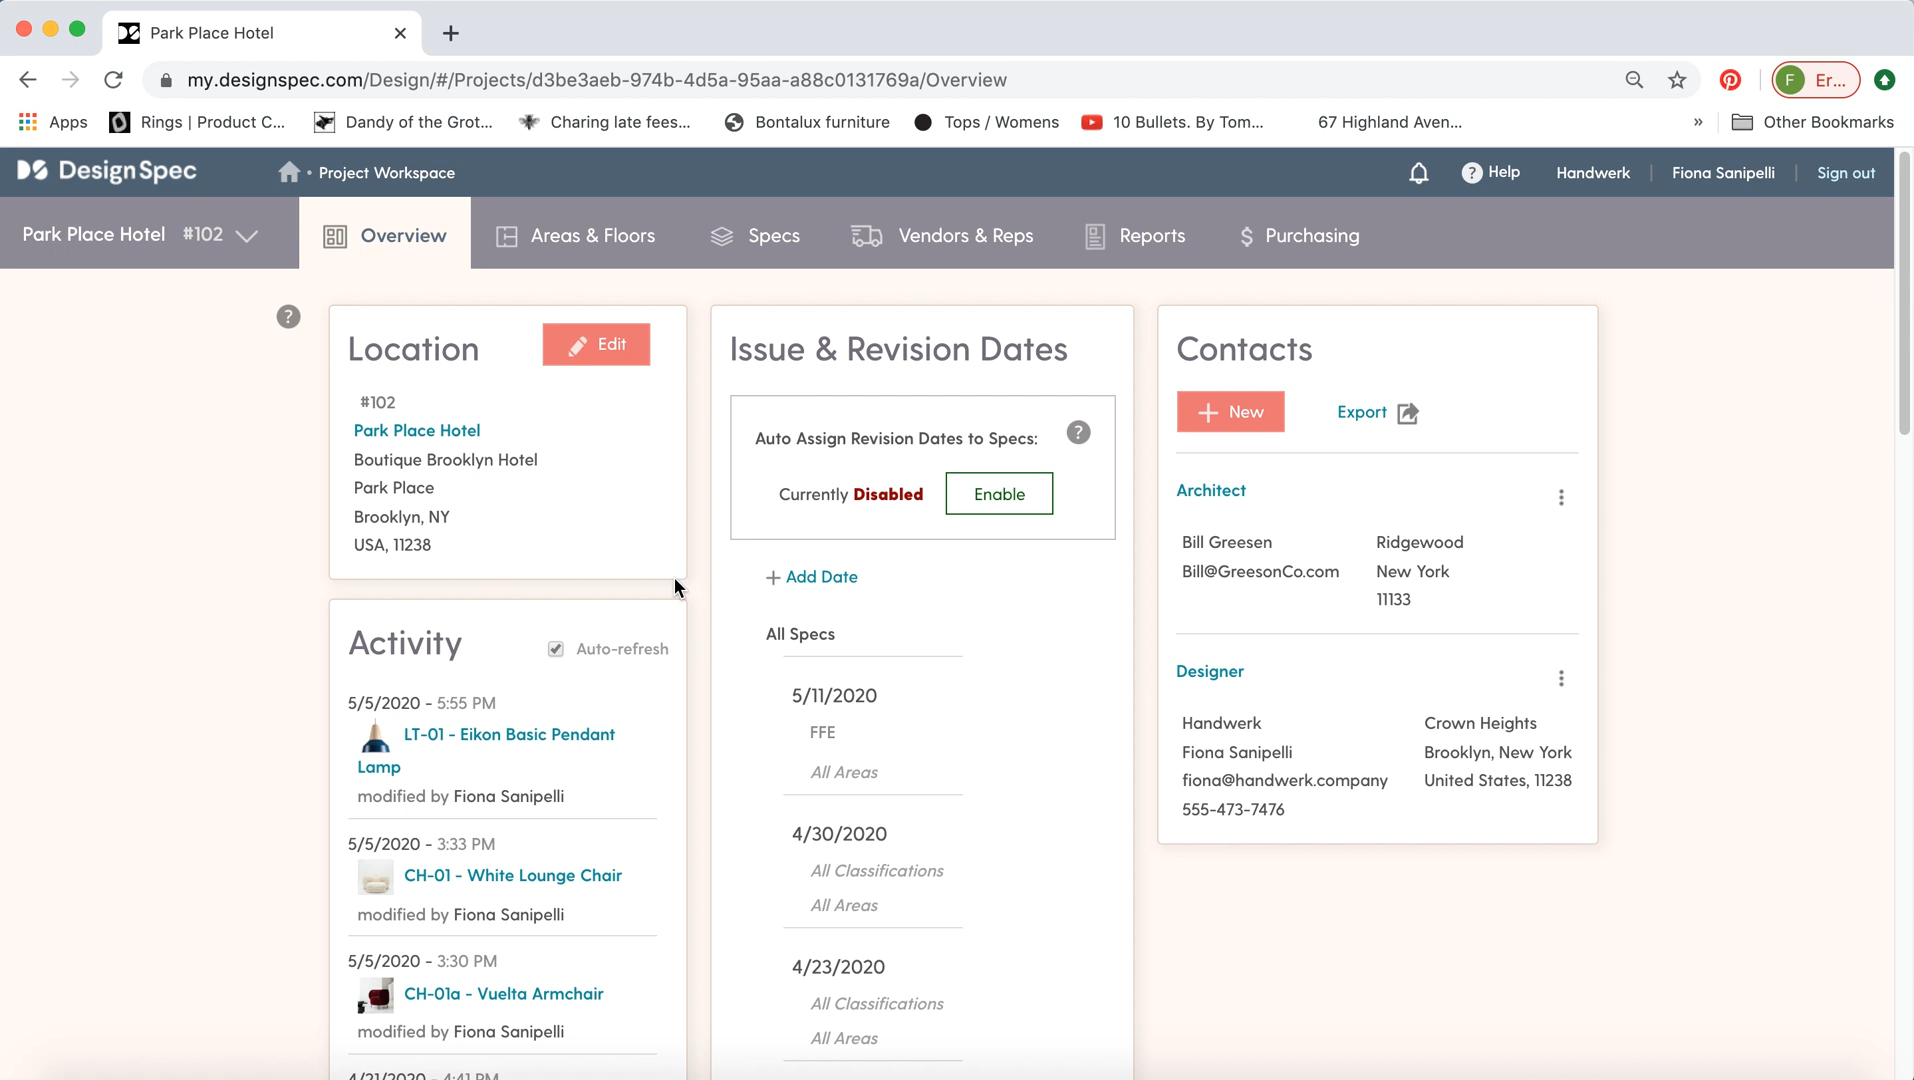 Park Place Hotel
my.designspec.com/Design/#/Projects/d3be3aeb-974b-4d5a-95aa-a88c0131769a/Overview
F Er...
Apps
Rings | Product C...
Dandy of the Grot...
Charing late fees...
Bontalux furniture
Tops / Womens
10 Bullets. By Tom...
67 Highland Aven...
»
Other Bookmarks
DesignSpec
• Project Workspace
? Help
Handwerk
Fiona Sanipelli
Sign out
Park Place Hotel #102
Overview
Areas & Floors
Specs
Vendors & Reps
Reports
$ Purchasing
?
Location
Edit
#102
Park Place Hotel
Boutique Brooklyn Hotel
Park Place
Brooklyn, NY
USA, 11238
Activity
Auto-refresh
5/5/2020 - 5:55 PM
LT-01 - Eikon Basic Pendant
Lamp
modified by Fiona Sanipelli
5/5/2020 - 3:33 PM
CH-01 - White Lounge Chair
modified by Fiona Sanipelli
5/5/2020 - 3:30 PM
CH-01a - Vuelta Armchair
modified by Fiona Sanipelli
4/21/2020 - 4:41 PM
Issue & Revision Dates
Auto Assign Revision Dates to Specs: ?
Currently Disabled
Enable
+ Add Date
All Specs
5/11/2020
FFE
All Areas
4/30/2020
All Classifications
All Areas
4/23/2020
All Classifications
All Areas
Contacts
+ New
Export
Architect
Bill Greesen
Bill@GreesonCo.com
Ridgewood
New York
11133
Designer
Handwerk
Fiona Sanipelli
fiona@handwerk.company
555-473-7476
Crown Heights
Brooklyn, New York
United States, 11238